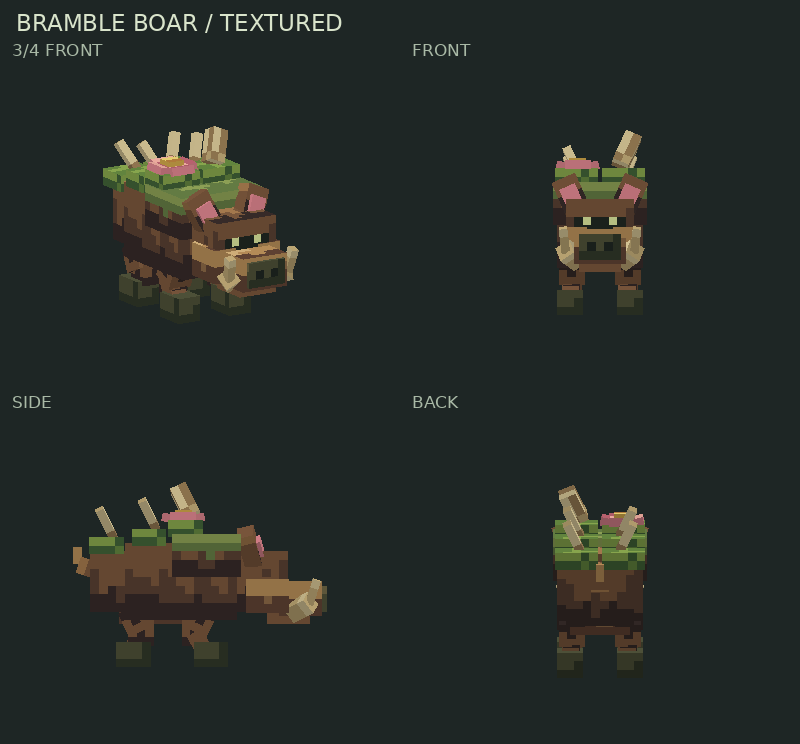 BRAMBLE BOAR / TEXTURED
3/4 FRONT
FRONT
SIDE
BACK